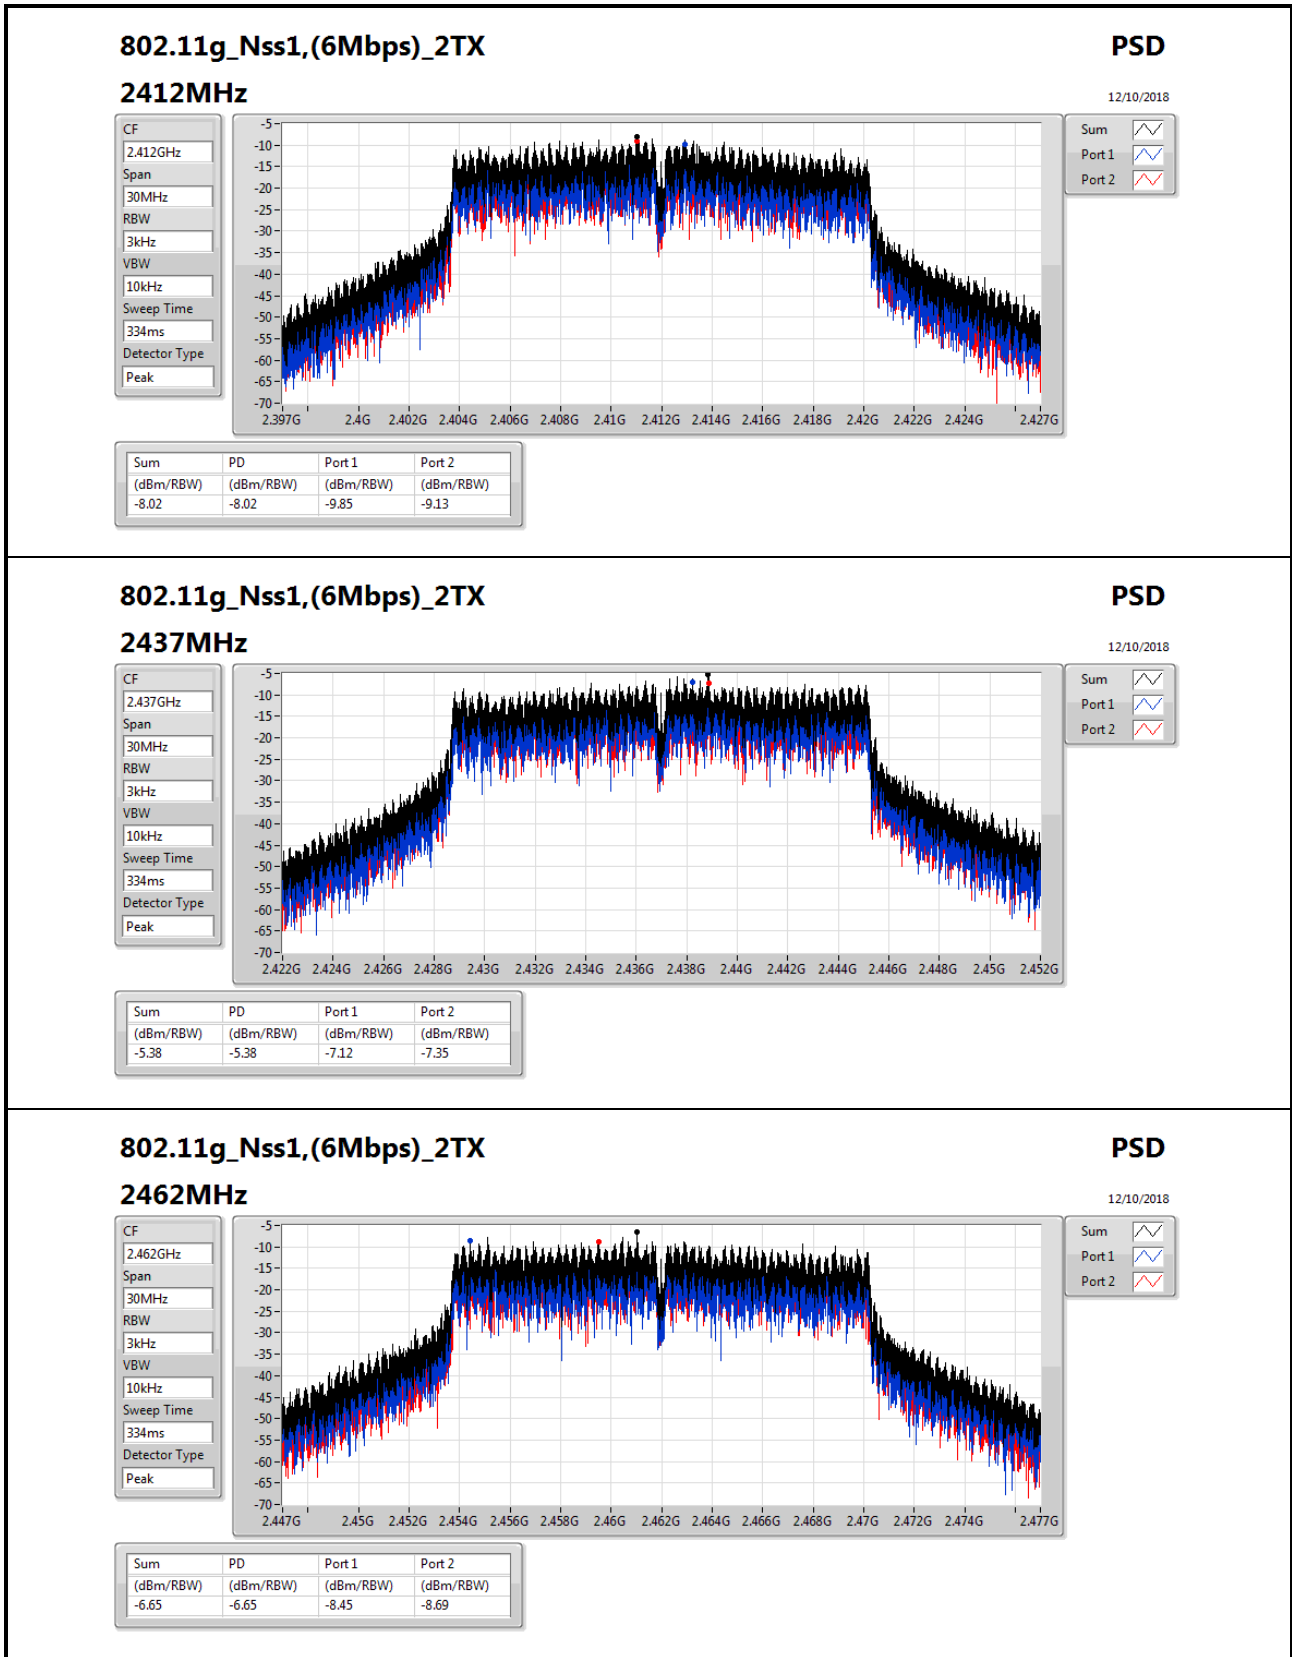 802.11g_Nss1,(6Mbps)_2TX PSD
2412MHz 12/10/2018
CF
2.412GHz
Span
30MHz
RBW
3kHz
VBW
10kHz
Sweep Time
334ms
Detector Type
Peak
-5
-10
-15
-20
-25
-30
-35
-40
-45
-50
-55
-60
-65
-70
2.397G 2.4G 2.402G 2.404G 2.406G 2.408G 2.41G 2.412G 2.414G 2.416G 2.418G 2.42G 2.422G 2.424G 2.427G
Sum
Port 1
Port 2
Sum PD Port 1 Port 2
(dBm/RBW) (dBm/RBW) (dBm/RBW) (dBm/RBW)
-8.02 -8.02 -9.85 -9.13
802.11g_Nss1,(6Mbps)_2TX PSD
2437MHz 12/10/2018
CF
2.437GHz
Span
30MHz
RBW
3kHz
VBW
10kHz
Sweep Time
334ms
Detector Type
Peak
-5
-10
-15
-20
-25
-30
-35
-40
-45
-50
-55
-60
-65
-70
2.422G 2.424G 2.426G 2.428G 2.43G 2.432G 2.434G 2.436G 2.438G 2.44G 2.442G 2.444G 2.446G 2.448G 2.45G 2.452G
Sum
Port 1
Port 2
Sum PD Port 1 Port 2
(dBm/RBW) (dBm/RBW) (dBm/RBW) (dBm/RBW)
-5.38 -5.38 -7.12 -7.35
802.11g_Nss1,(6Mbps)_2TX PSD
2462MHz 12/10/2018
CF
2.462GHz
Span
30MHz
RBW
3kHz
VBW
10kHz
Sweep Time
334ms
Detector Type
Peak
-5
-10
-15
-20
-25
-30
-35
-40
-45
-50
-55
-60
-65
-70
2.447G 2.45G 2.452G 2.454G 2.456G 2.458G 2.46G 2.462G 2.464G 2.466G 2.468G 2.47G 2.472G 2.474G 2.477G
Sum
Port 1
Port 2
Sum PD Port 1 Port 2
(dBm/RBW) (dBm/RBW) (dBm/RBW) (dBm/RBW)
-6.65 -6.65 -8.45 -8.69